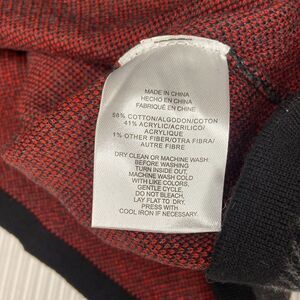 MADE IN CHINA
HECHO EN CHINA
FABRIQUÉ EN CHINE
58% COTTON/ALGODON/COTON
41% ACRYLIC/ACRILICO/
ACRYLIQUE
1% OTHER FIBER/OTRA FIBRA/
AUTRE FIBRE
DRY CLEAN OR MACHINE WASH:
BEFORE WASHING
TURN INSIDE OUT,
MACHINE WASH COLD
WITH LIKE COLORS,
GENTLE CYCLE.
DO NOT BLEACH,
LAY FLAT TO DRY.
PRESS WITH
COOL IRON IF NECESSARY.